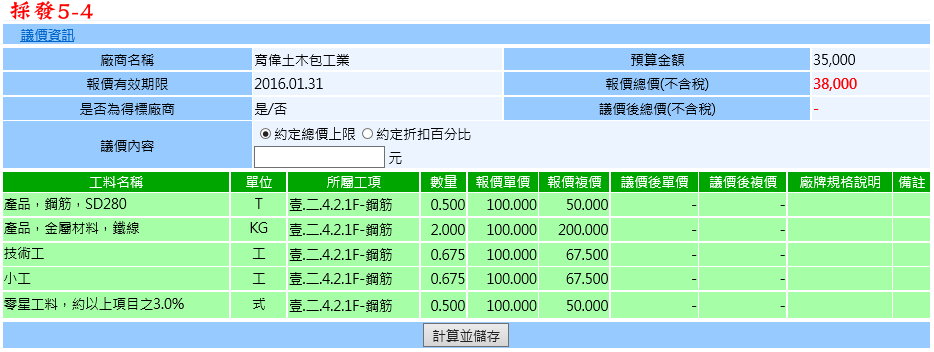 採發5-4
議價資訊
廠商名稱 育偉土木包工業 預算金額 35,000
報價有效期限 2016.01.31 報價總價(不含稅) 38,000
是否為得標廠商 是/否 議價後總價(不含稅) -
議價內容 約定總價上限 約定折扣百分比
元
工料名稱 單位 所屬工項 數量 報價單價 報價複價 議價後單價 議價後複價 廠牌規格說明 備註
產品，鋼筋，SD280 T 壹.二.4.2.1F-鋼筋 0.500 100.000 50.000 - -
產品，金屬材料，鐵線 KG 壹.二.4.2.1F-鋼筋 2.000 100.000 200.000 - -
技術工 工 壹.二.4.2.1F-鋼筋 0.675 100.000 67.500 - -
小工 工 壹.二.4.2.1F-鋼筋 0.675 100.000 67.500 - -
零星工料，約以上項目之3.0% 式 壹.二.4.2.1F-鋼筋 0.500 100.000 50.000 - -
計算並儲存